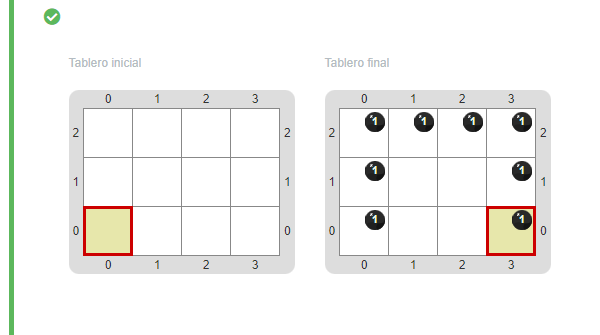 Tablero inicial Tablero final
0 1 2 3 0 1 2 3
2 2 2 1 1 1 1 2
1 1 1 1 1 1
0 0 0 1 1 0
0 1 2 3 0 1 2 3